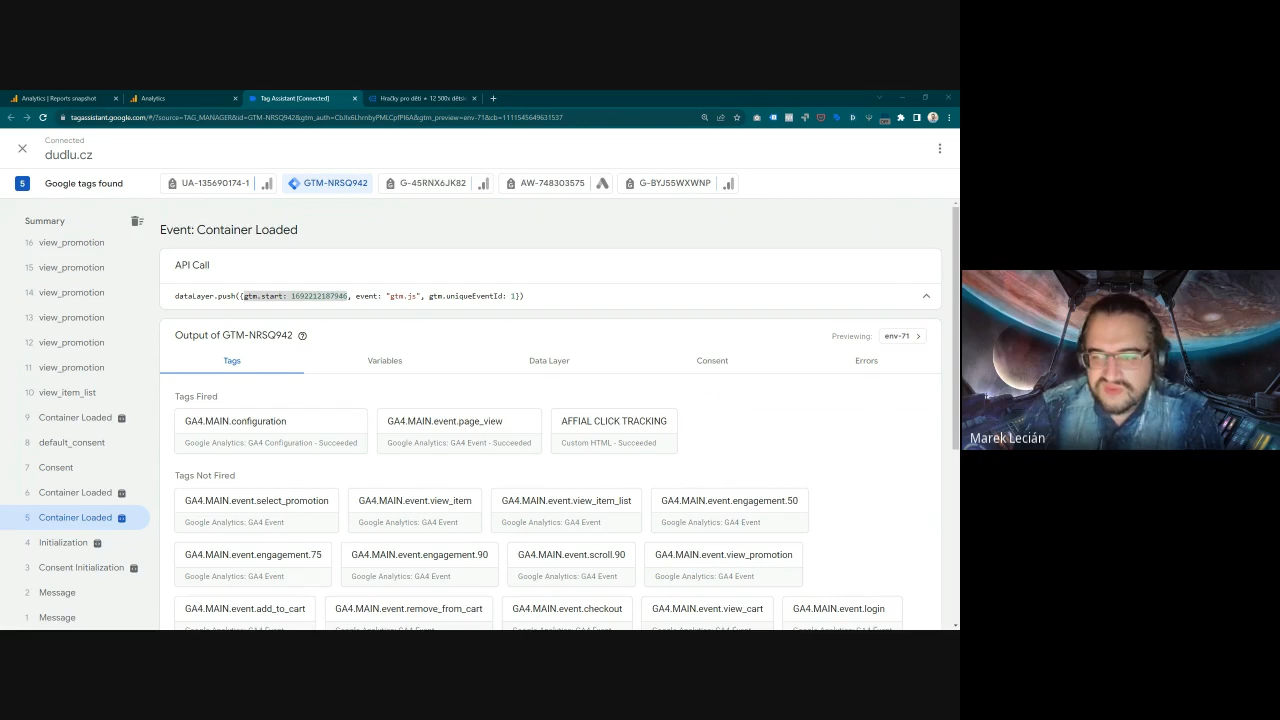 Analytics | Reports snapshot
Analytics
Tag Assistant [Connected]
Hračky pro děti ⭐ 12 500x dětsk
tagassistant.google.com/#/?source=TAG_MANAGER&id=GTM-NRSQ942&gtm_auth=
&gtm_preview=env-71&cb=1111545649631537
Connected
dudlu.cz
5 Google tags found
UA-135690174-1
GTM-NRSQ942
G-45RNX6JK82
AW-748303575
G-BYJ55WXWNP
Summary
16 view_promotion
15 view_promotion
14 view_promotion
13 view_promotion
12 view_promotion
11 view_promotion
10 view_item_list
9 Container Loaded
8 default_consent
7 Consent
6 Container Loaded
5 Container Loaded
4 Initialization
3 Consent Initialization
2 Message
1 Message
Event: Container Loaded
API Call
dataLayer.push({gtm.start: 1692212187946, event: "gtm.js", gtm.uniqueEventId: 1})
Output of GTM-NRSQ942
Previewing: env-71
Tags Variables Data Layer Consent Errors
Tags Fired
GA4.MAIN.configuration
Google Analytics: GA4 Configuration - Succeeded
GA4.MAIN.event.page_view
Google Analytics: GA4 Event - Succeeded
AFFIAL CLICK TRACKING
Custom HTML - Succeeded
Tags Not Fired
GA4.MAIN.event.select_promotion
Google Analytics: GA4 Event
GA4.MAIN.event.view_item
Google Analytics: GA4 Event
GA4.MAIN.event.view_item_list
Google Analytics: GA4 Event
GA4.MAIN.event.engagement.50
Google Analytics: GA4 Event
GA4.MAIN.event.engagement.75
Google Analytics: GA4 Event
GA4.MAIN.event.engagement.90
Google Analytics: GA4 Event
GA4.MAIN.event.scroll.90
Google Analytics: GA4 Event
GA4.MAIN.event.view_promotion
Google Analytics: GA4 Event
GA4.MAIN.event.add_to_cart
GA4.MAIN.event.remove_from_cart
GA4.MAIN.event.checkout
GA4.MAIN.event.view_cart
GA4.MAIN.event.login
Marek Lecián